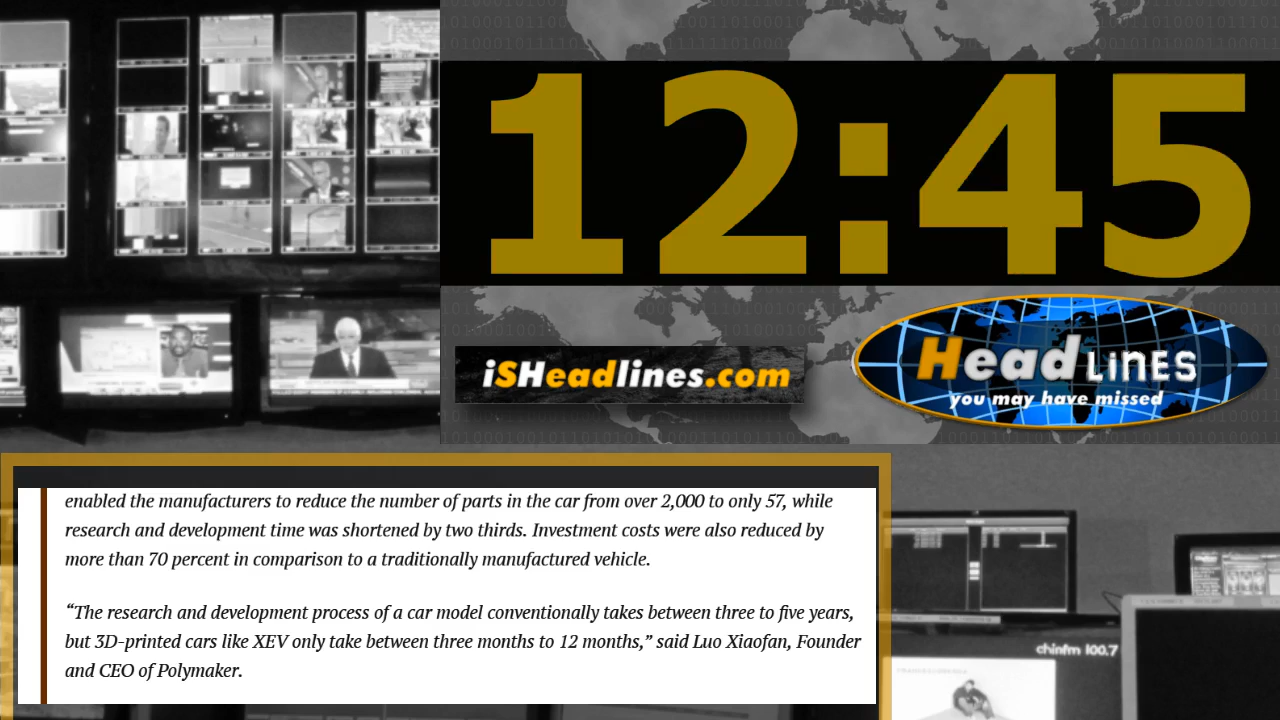 12:45
iSHeadlines.com
HeadLINES
you may have missed
enabled the manufacturers to reduce the number of parts in the car from over 2,000 to only 57, while
research and development time was shortened by two thirds. Investment costs were also reduced by
more than 70 percent in comparison to a traditionally manufactured vehicle.
“The research and development process of a car model conventionally takes between three to five years,
but 3D-printed cars like XEV only take between three months to 12 months,” said Luo Xiaofan, Founder
and CEO of Polymaker.
chinfm 100.7